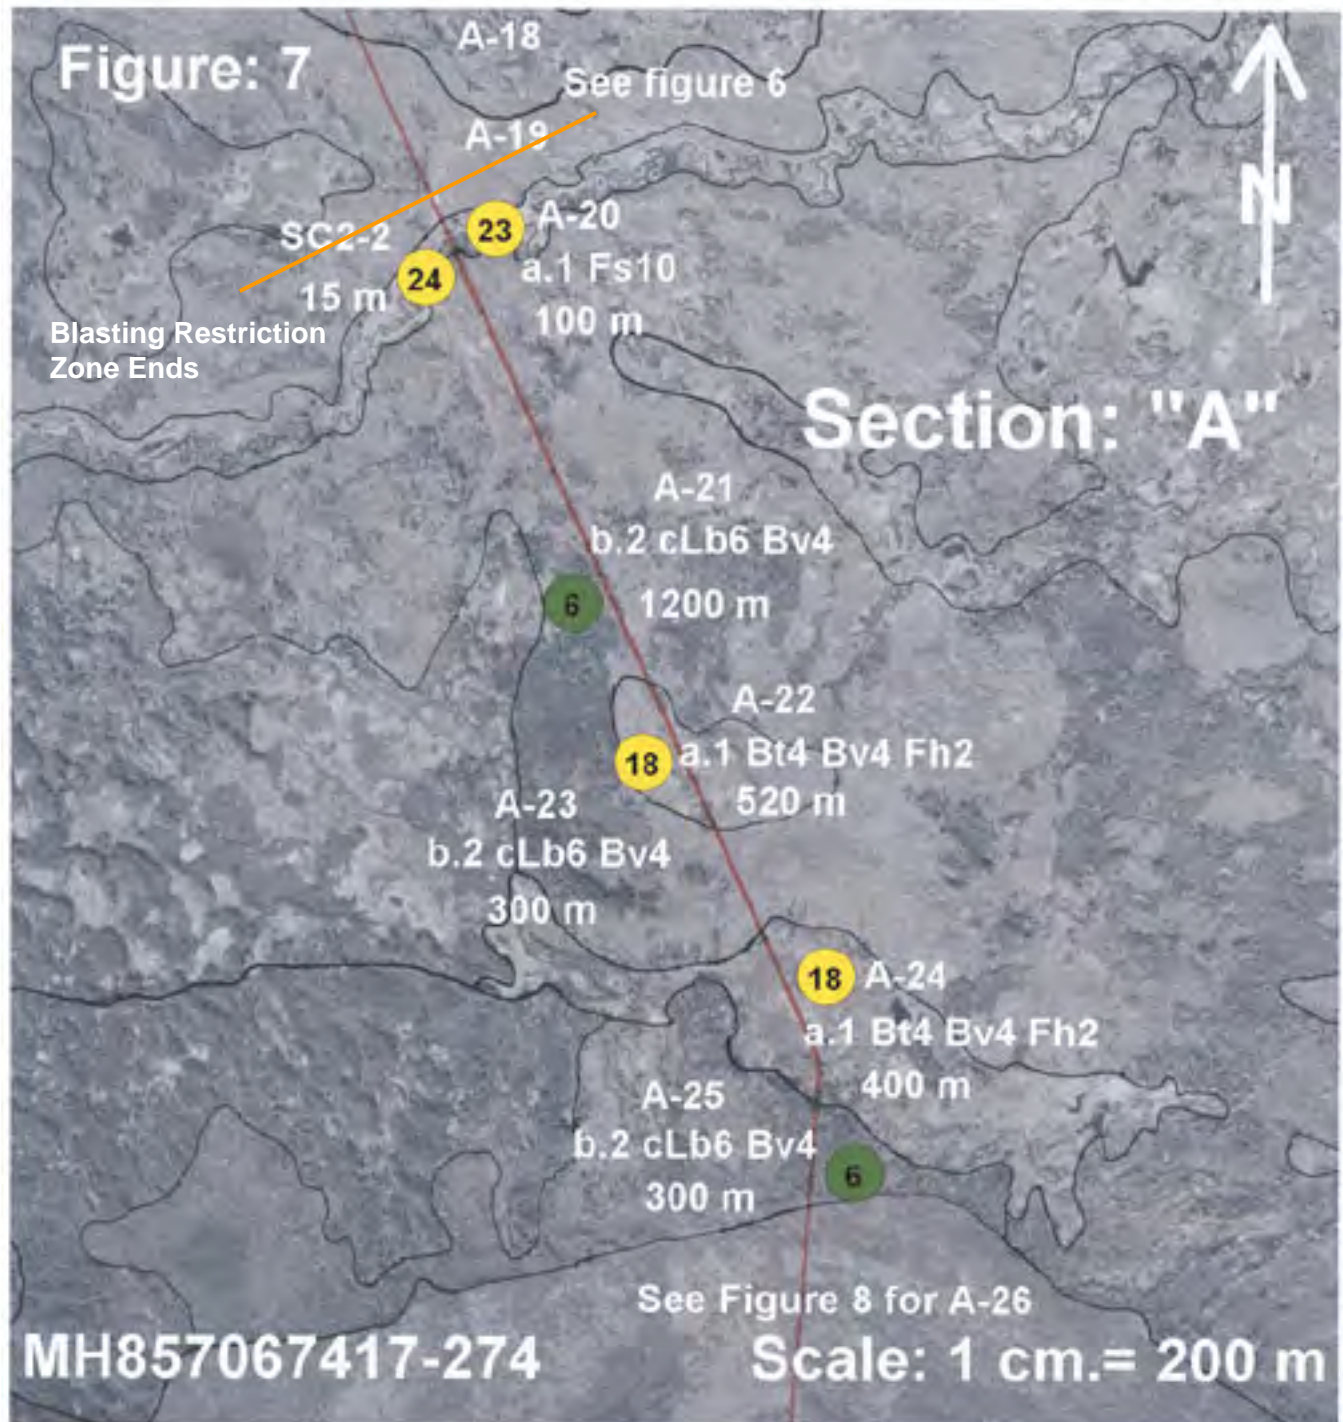 A-18
Figure: 7
See figure 6
A-19
N
SC2-2
23
A-20
24
a.1 Fs10
15 m
100 m
Blasting Restriction
Zone Ends
Section: "A"
A-21
b.2 cLb6 Bv4
6
1200 m
A-22
18
a.1 Bt4 Bv4 Fh2
520 m
A-23
b.2 cLb6 Bv4
300 m
18
A-24
a.1 Bt4 Bv4 Fh2
400 m
A-25
b.2 cLb6 Bv4
300 m
6
See Figure 8 for A-26
MH857067417-274
Scale: 1 cm.= 200 m